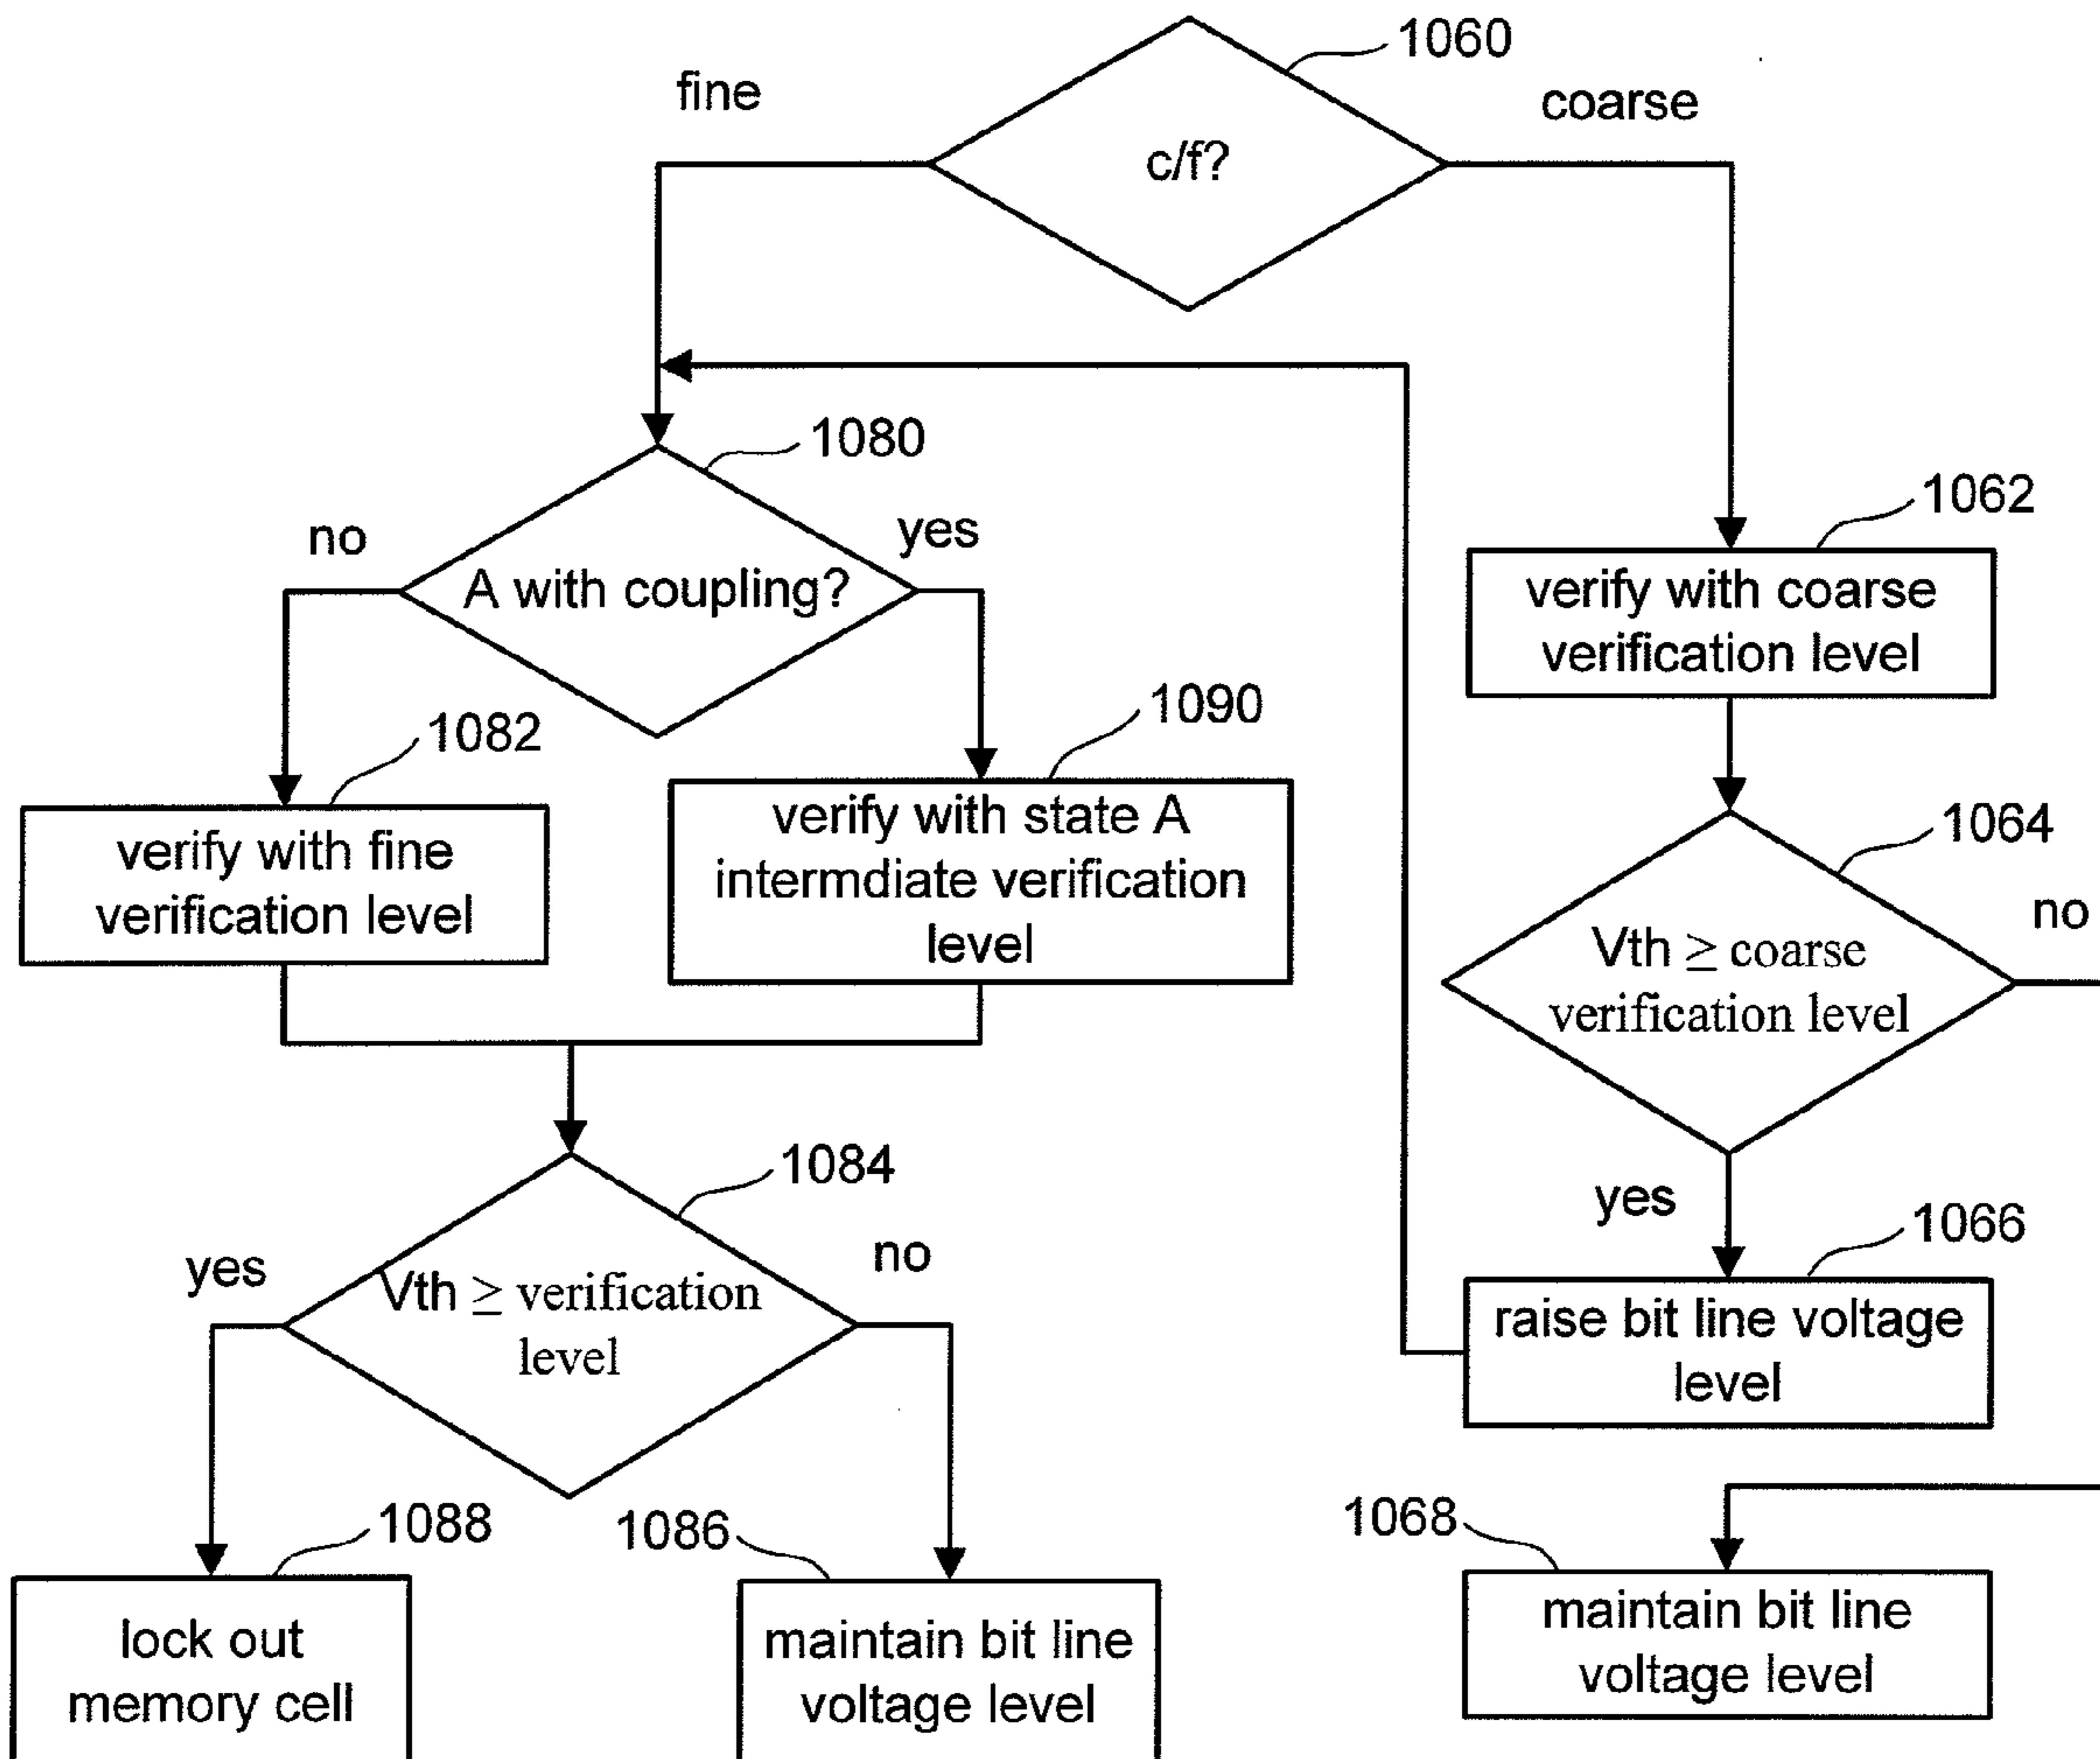 1060
fine
coarse
c/f?
1080
1062
no
yes
A with coupling?
verify with coarse
verification level
1090
1082
1064
verify with fine
verification level
verify with state A
intermdiate verification
level
no
Vth ≥ coarse
verification level
1084
yes
1066
yes
no
Vth ≥ verification
level
raise bit line voltage
level
1088
1086
1068
lock out
memory cell
maintain bit line
voltage level
maintain bit line
voltage level